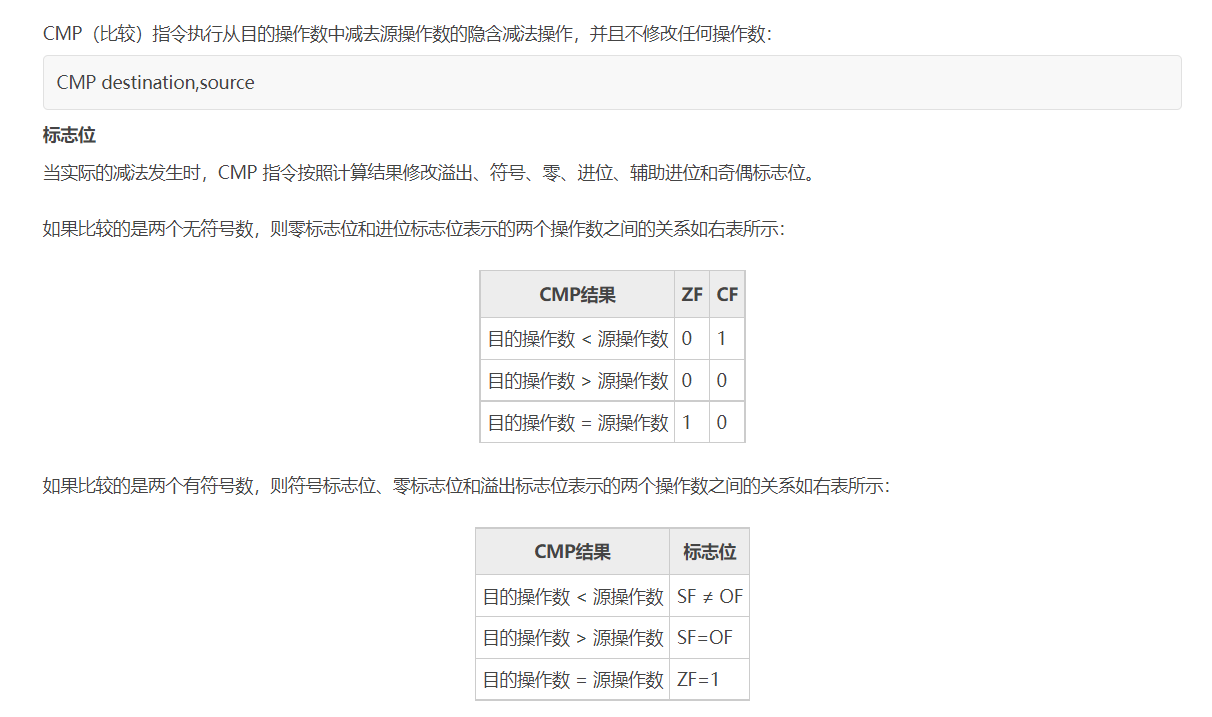 CMP（比较）指令执行从目的操作数中减去源操作数的隐含减法操作，并且不修改任何操作数：
CMP destination,source
标志位
当实际的减法发生时，CMP 指令按照计算结果修改溢出、符号、零、进位、辅助进位和奇偶标志位。
如果比较的是两个无符号数，则零标志位和进位标志位表示的两个操作数之间的关系如右表所示：
CMP结果 ZF CF
目的操作数 < 源操作数 0 1
目的操作数 > 源操作数 0 0
目的操作数 = 源操作数 1 0
如果比较的是两个有符号数，则符号标志位、零标志位和溢出标志位表示的两个操作数之间的关系如右表所示：
CMP结果 标志位
目的操作数 < 源操作数 SF ≠ OF
目的操作数 > 源操作数 SF=OF
目的操作数 = 源操作数 ZF=1